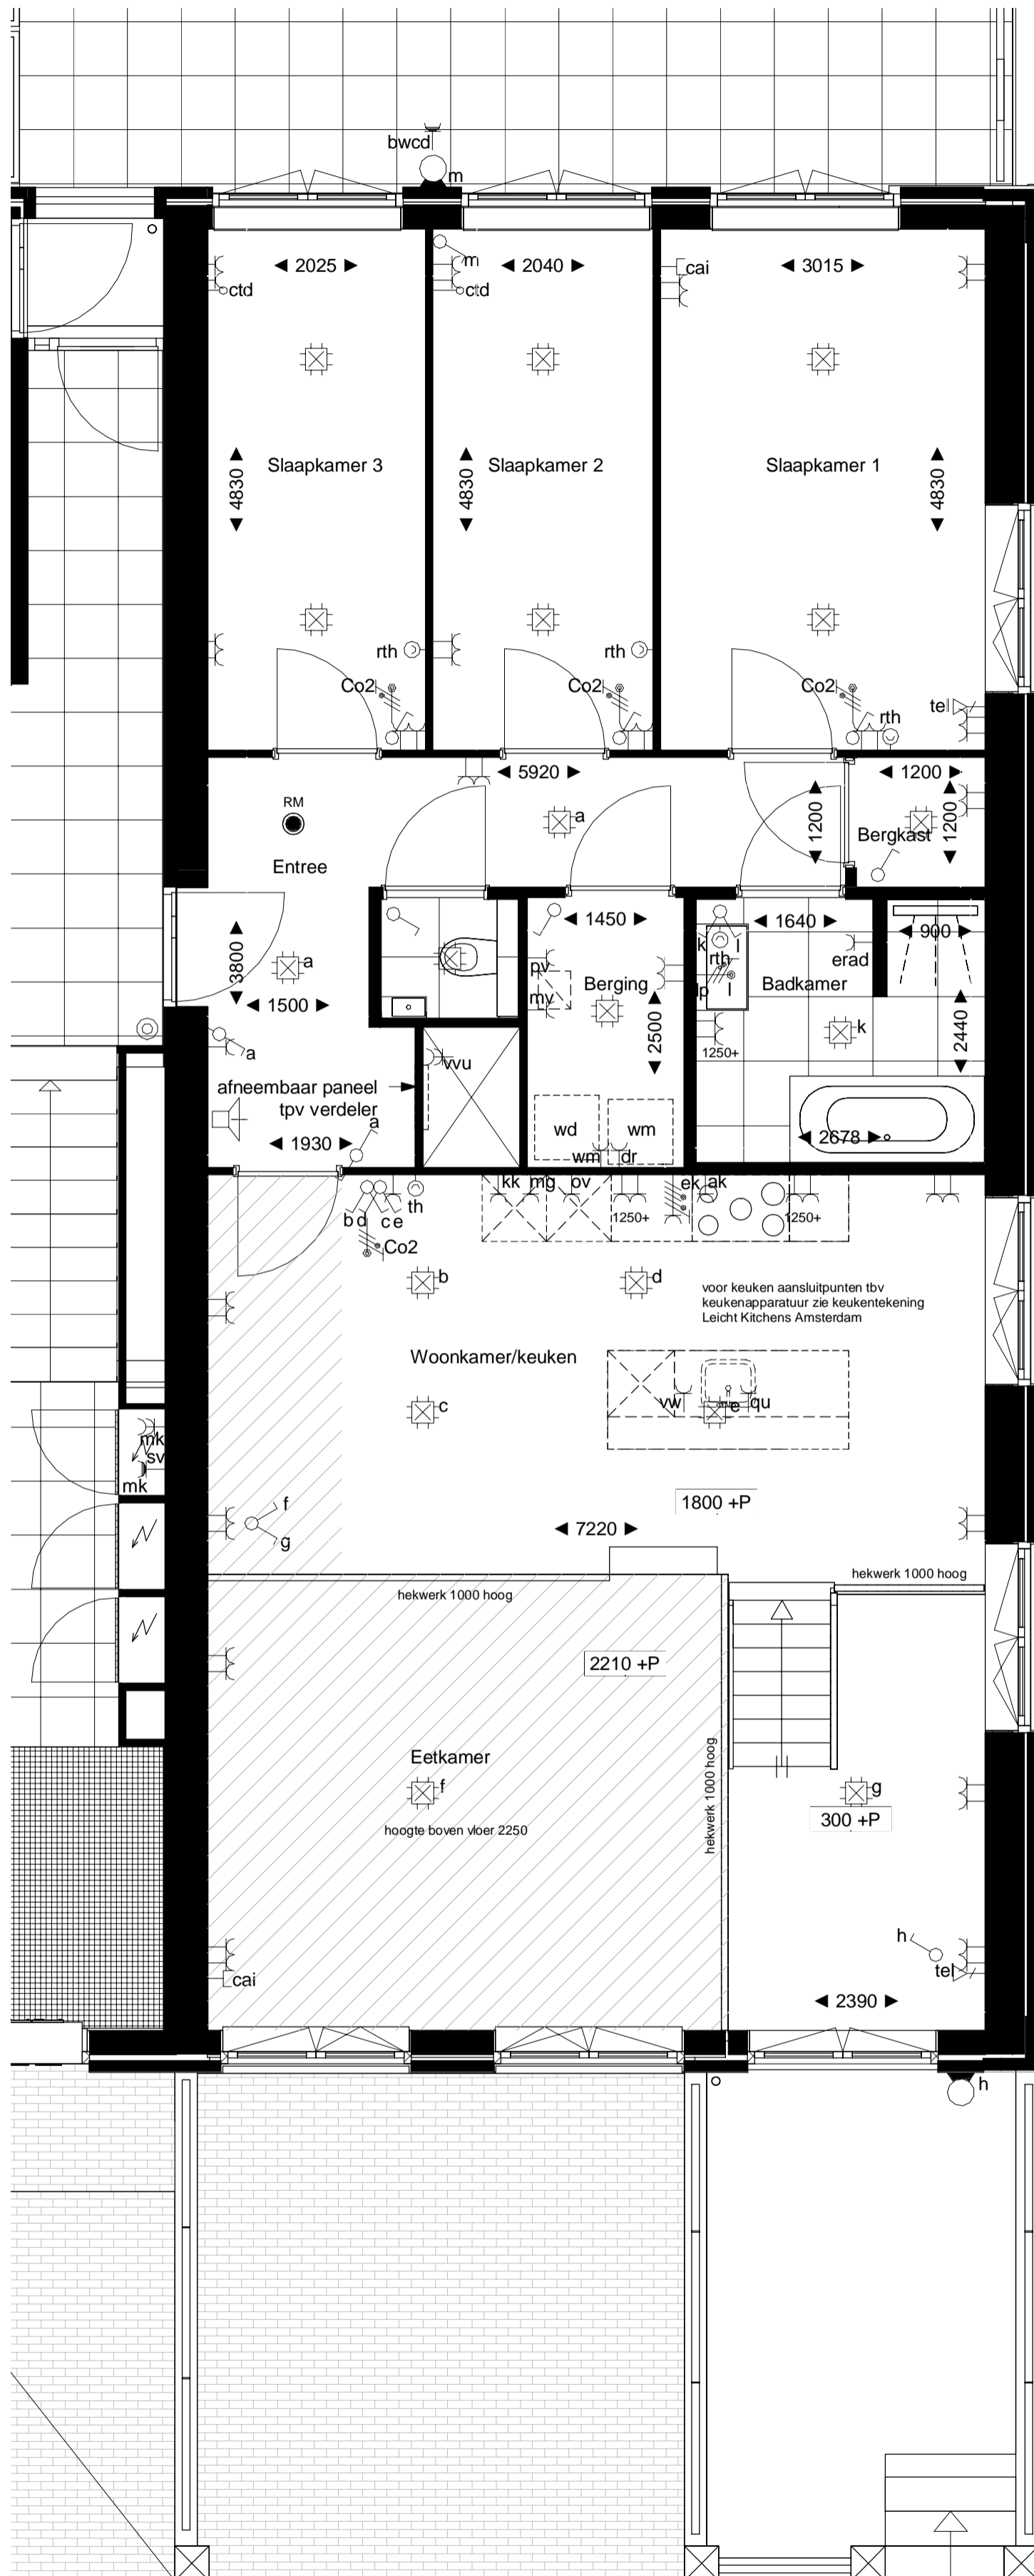 bwcd
m
2025
m
2040
cai
3015
ctd
ctd
Slaapkamer 3
Slaapkamer 2
Slaapkamer 1
4830
4830
4830
rth
rth
Co2
Co2
Co2
tel
rth
5920
1200
RM
a
1200
1200
Bergkast
Entree
1450
1640
900
k
l
rth
erad
3800
a
pv
Berging
Badkamer
lp
l
mv
1500
2500
k
2440
a
1250+
vvu
afneembaar paneel
tpv verdeler
a
wd
wm
2678
1930
wm
dr
kk
mg
ov
ek
ak
th
b
d
c
e
1250+
1250+
Co2
b
d
voor keuken aansluitpunten tbv
keukenapparatuur zie keukentekening
Leicht Kitchens Amsterdam
Woonkamer/keuken
c
vw
e
qu
mk
sv
mk
f
1800 +P
g
7220
hekwerk 1000 hoog
hekwerk 1000 hoog
2210 +P
Eetkamer
f
hekwerk 1000 hoog
g
300 +P
hoogte boven vloer 2250
h
tel
cai
2390
h